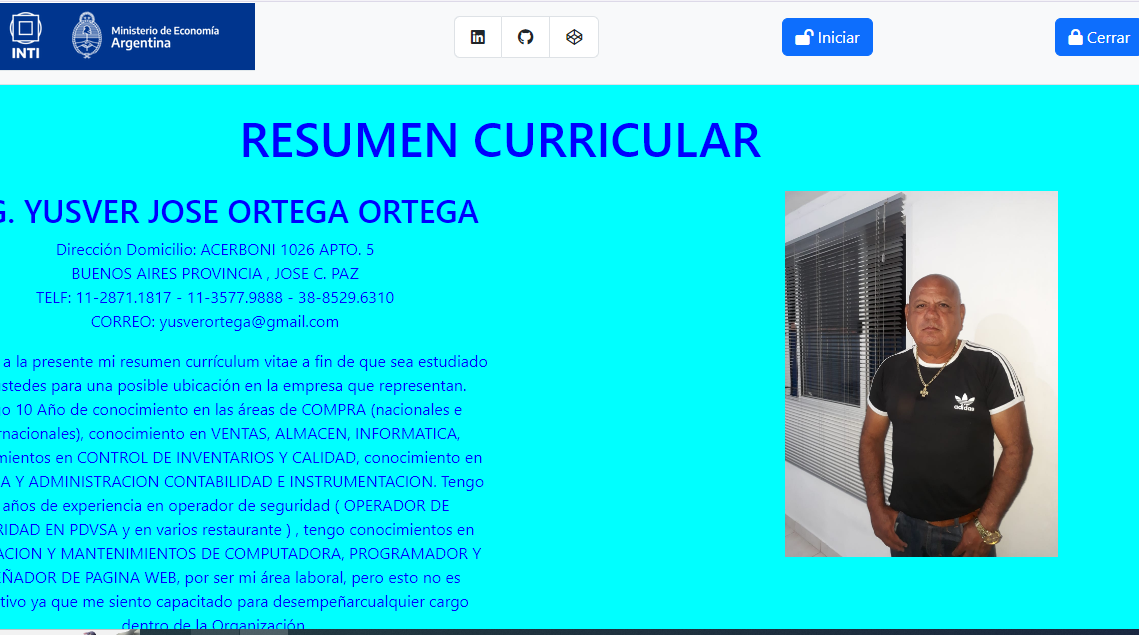 INTI
Ministerio de Economía
Argentina
Iniciar
Cerrar
RESUMEN CURRICULAR
G. YUSVER JOSE ORTEGA ORTEGA
Dirección Domicilio: ACERBONI 1026 APTO. 5
BUENOS AIRES PROVINCIA , JOSE C. PAZ
TELF: 11-2871.1817 - 11-3577.9888 - 38-8529.6310
CORREO: yusverortega@gmail.com
a la presente mi resumen currículum vitae a fin de que sea estudiado
ustedes para una posible ubicación en la empresa que representan.
go 10 Año de conocimiento en las áreas de COMPRA (nacionales e
rnacionales), conocimiento en VENTAS, ALMACEN, INFORMATICA,
mientos en CONTROL DE INVENTARIOS Y CALIDAD, conocimiento en
A Y ADMINISTRACION CONTABILIDAD E INSTRUMENTACION. Tengo
años de experiencia en operador de seguridad ( OPERADOR DE
RIDAD EN PDVSA y en varios restaurante ) , tengo conocimientos en
ACION Y MANTENIMIENTOS DE COMPUTADORA, PROGRAMADOR Y
EÑADOR DE PAGINA WEB, por ser mi área laboral, pero esto no es
tivo ya que me siento capacitado para desempeñarcualquier cargo
dentro de la Organización
adidas